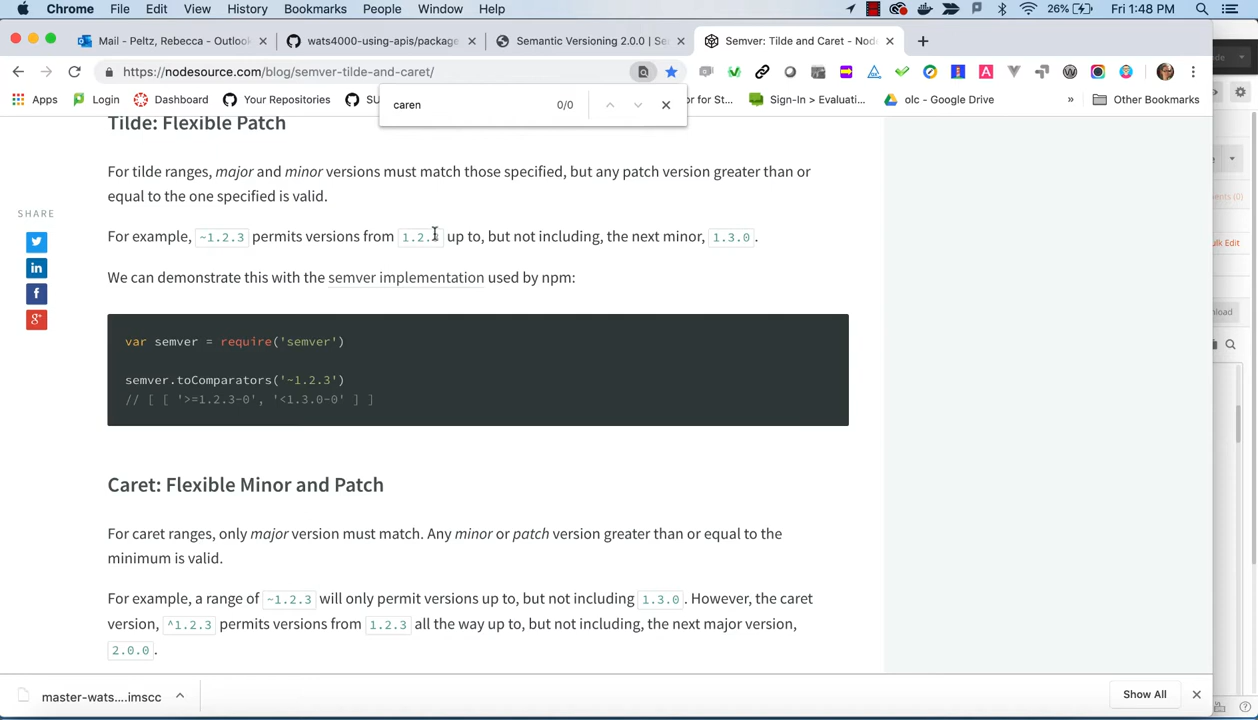 Chrome File Edit View History Bookmarks People Window Help 26% Fri 1:48 PM
Mail - Peltz, Rebecca - Outlook wats4000-using-apis/package Semantic Versioning 2.0.0 | Se Semver: Tilde and Caret - Node
https://nodesource.com/blog/semver-tilde-and-caret/
Apps Login Dashboard Your Repositories SU for St... Sign-In > Evaluati... olc - Google Drive » Other Bookmarks
caren 0/0
Tilde: Flexible Patch
For tilde ranges, major and minor versions must match those specified, but any patch version greater than or
equal to the one specified is valid.
SHARE
For example, ~1.2.3 permits versions from 1.2. up to, but not including, the next minor, 1.3.0 .
We can demonstrate this with the semver implementation used by npm:
var semver = require('semver')
semver.toComparators('~1.2.3')
// [ [ '>=1.2.3-0', '<1.3.0-0' ] ]
Caret: Flexible Minor and Patch
For caret ranges, only major version must match. Any minor or patch version greater than or equal to the
minimum is valid.
For example, a range of ~1.2.3 will only permit versions up to, but not including 1.3.0 . However, the caret
version, ^1.2.3 permits versions from 1.2.3 all the way up to, but not including, the next major version,
2.0.0 .
master-wats....imscc
Show All
ents (0)
ulk Edit
load